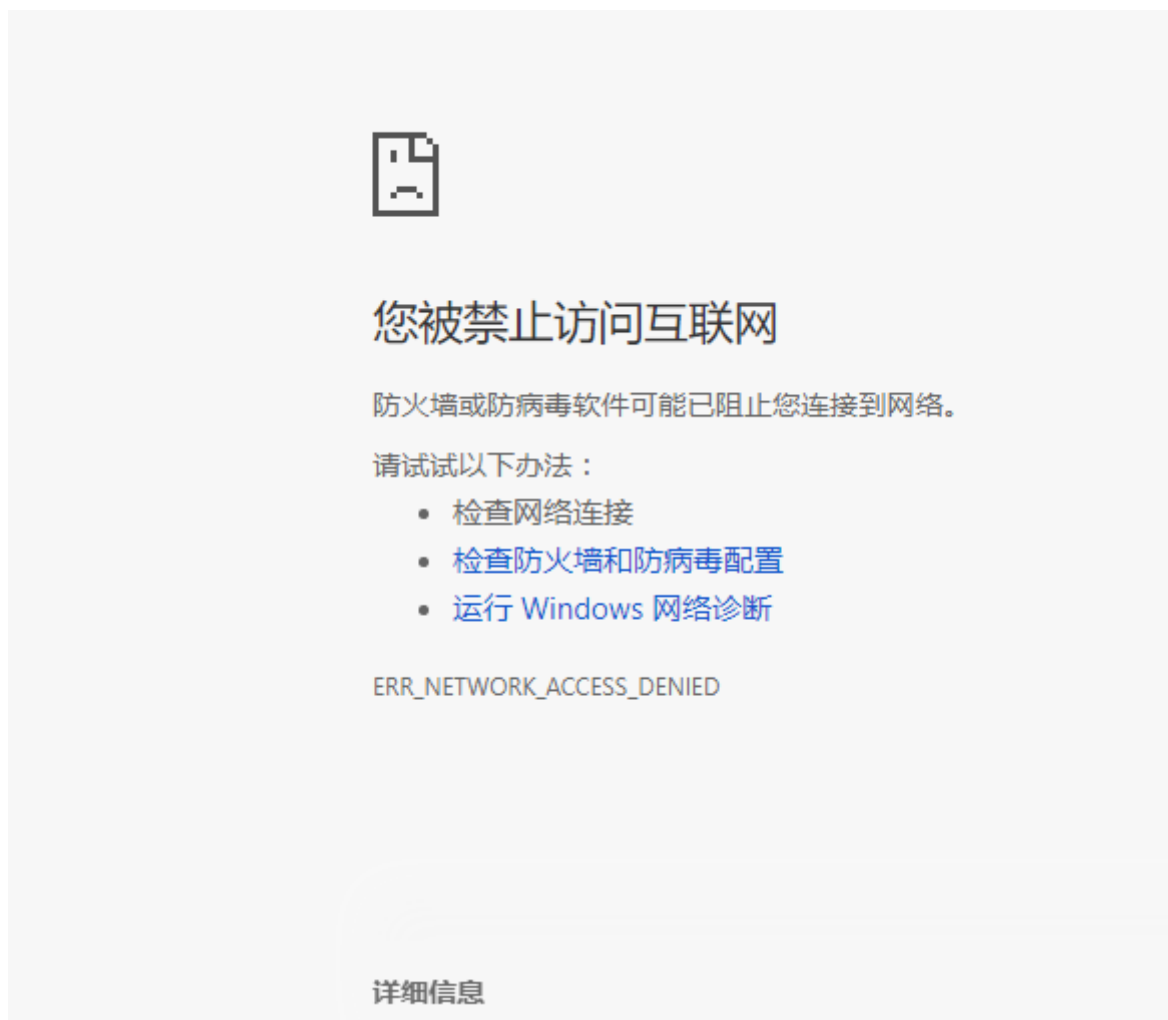 您被禁止访问互联网
防火墙或防病毒软件可能已阻止您连接到网络。
请试试以下办法：
检查网络连接
检查防火墙和防病毒配置
运行 Windows 网络诊断
ERR_NETWORK_ACCESS_DENIED
详细信息